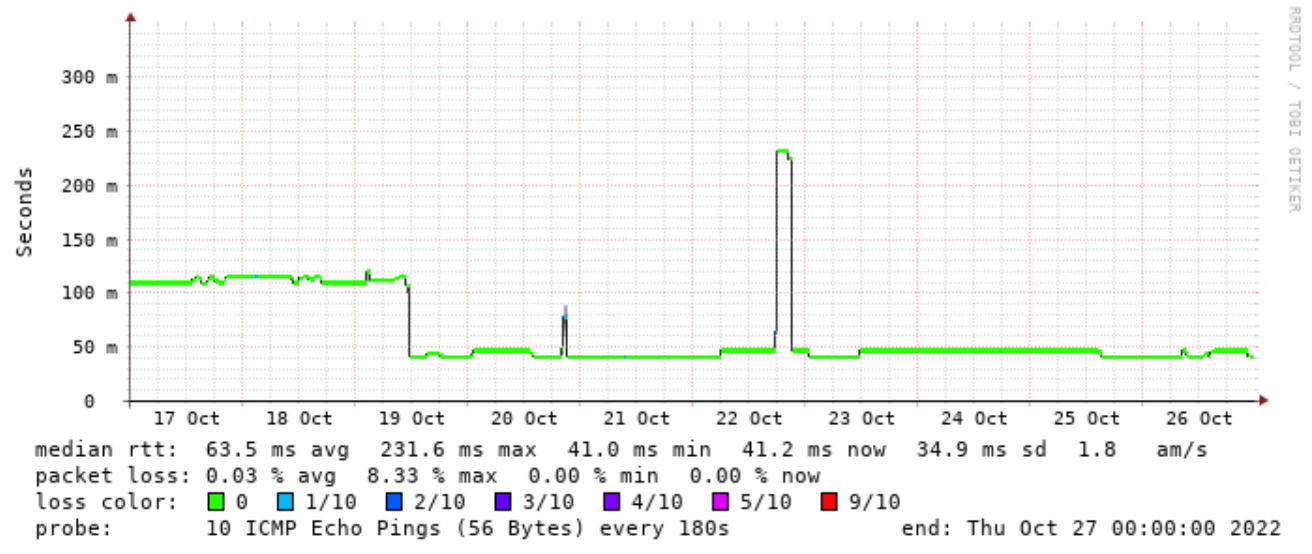 RRDTOOL / TOBI OETIKER
Seconds
300 m
250 m
200 m
150 m
100 m
50 m
0
17 Oct 18 Oct 19 Oct 20 Oct 21 Oct 22 Oct 23 Oct 24 Oct 25 Oct 26 Oct
median rtt: 63.5 ms avg 231.6 ms max 41.0 ms min 41.2 ms now 34.9 ms sd 1.8 am/s
packet loss: 0.03 % avg 8.33 % max 0.00 % min 0.00 % now
loss color: 0 1/10 2/10 3/10 4/10 5/10 9/10
probe: 10 ICMP Echo Pings (56 Bytes) every 180s end: Thu Oct 27 00:00:00 2022